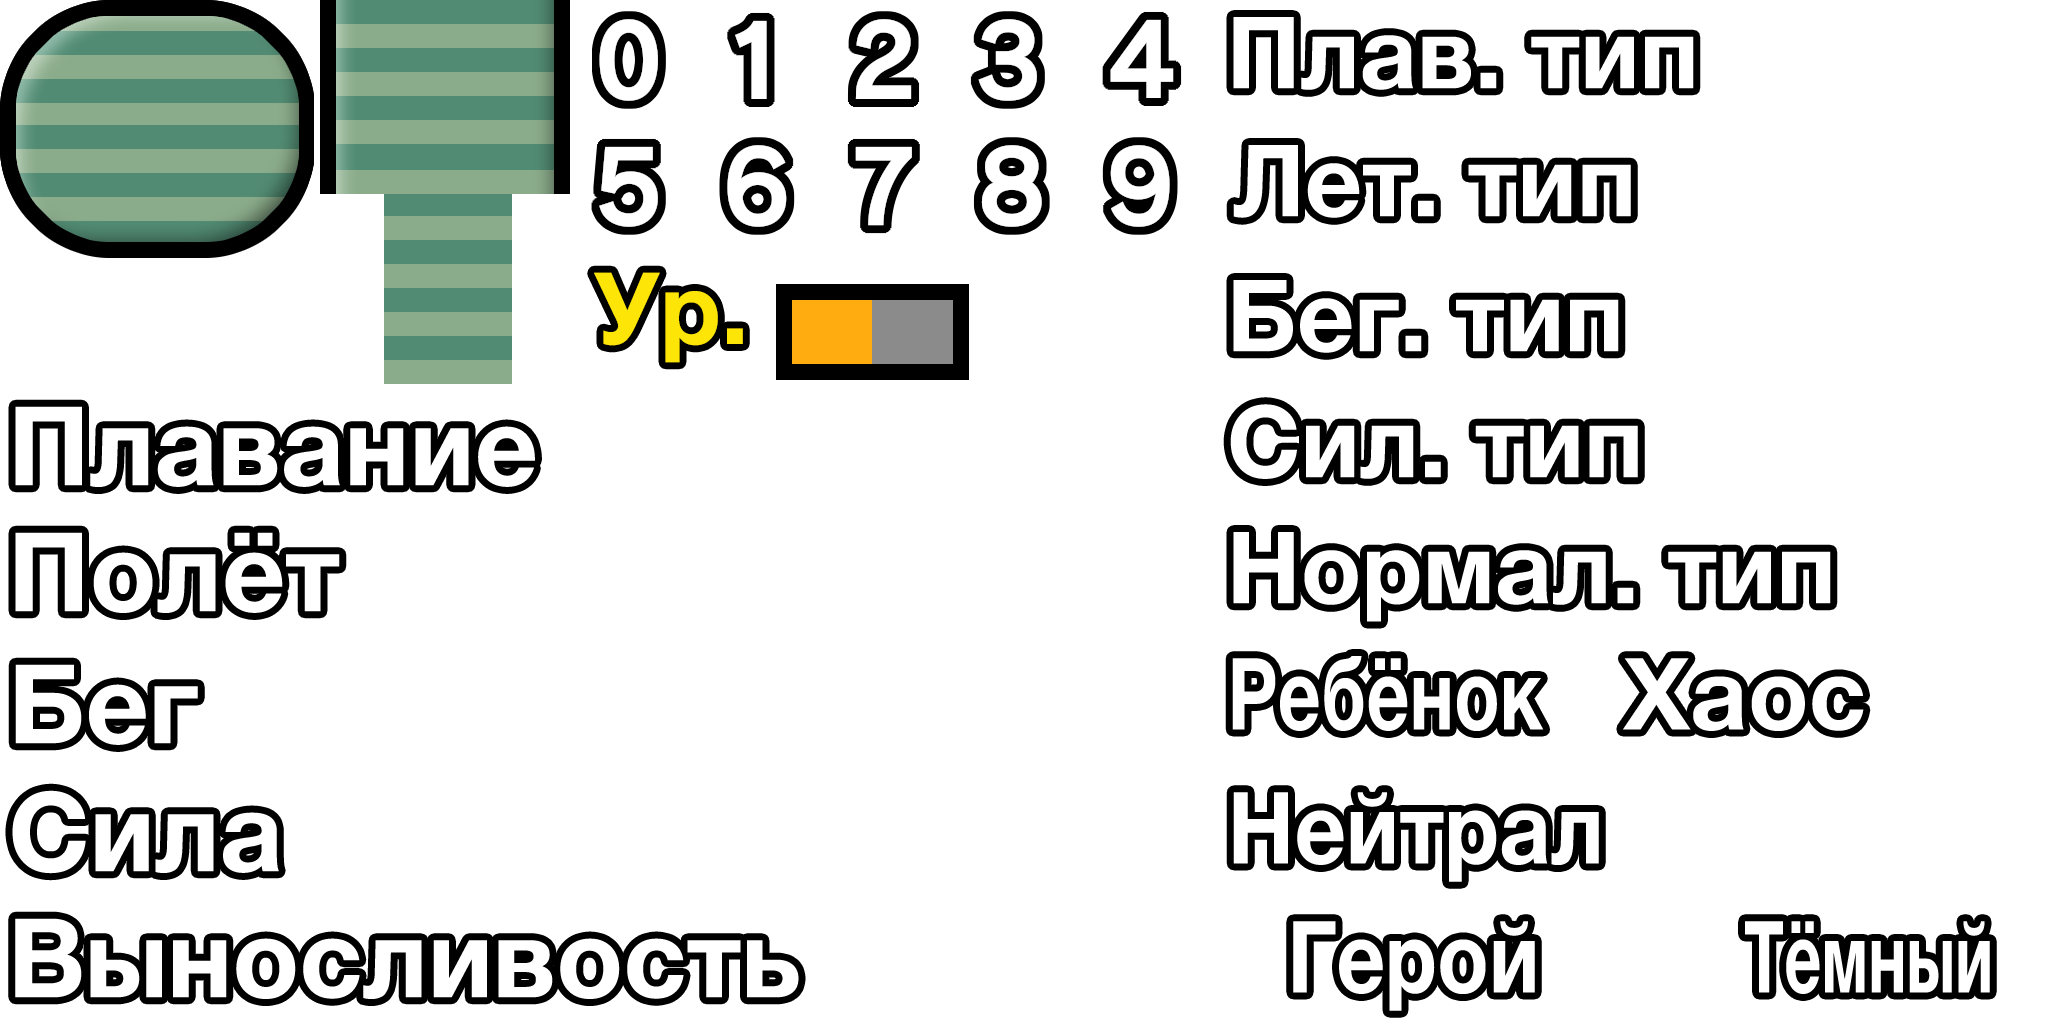 0 1 2 3 4 Плав. тип
5 6 7 8 9 Лет. тип
Ур. Бег. тип
Плавание Сил. тип
Полёт Нормал. тип
Бег Ребёнок Хаос
Сила Нейтрал
Выносливость Герой Тёмный